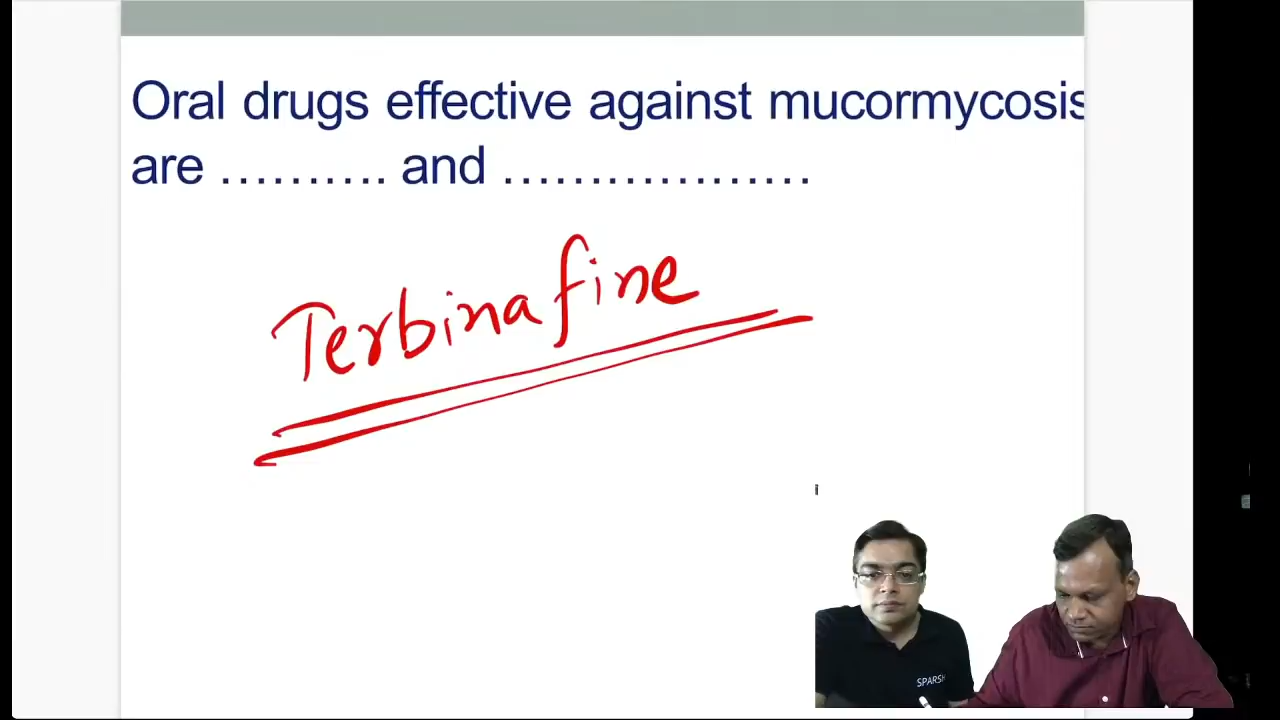 Oral drugs effective against mucormycosis
are ………. and ………………
Terbinafine
SPARSH